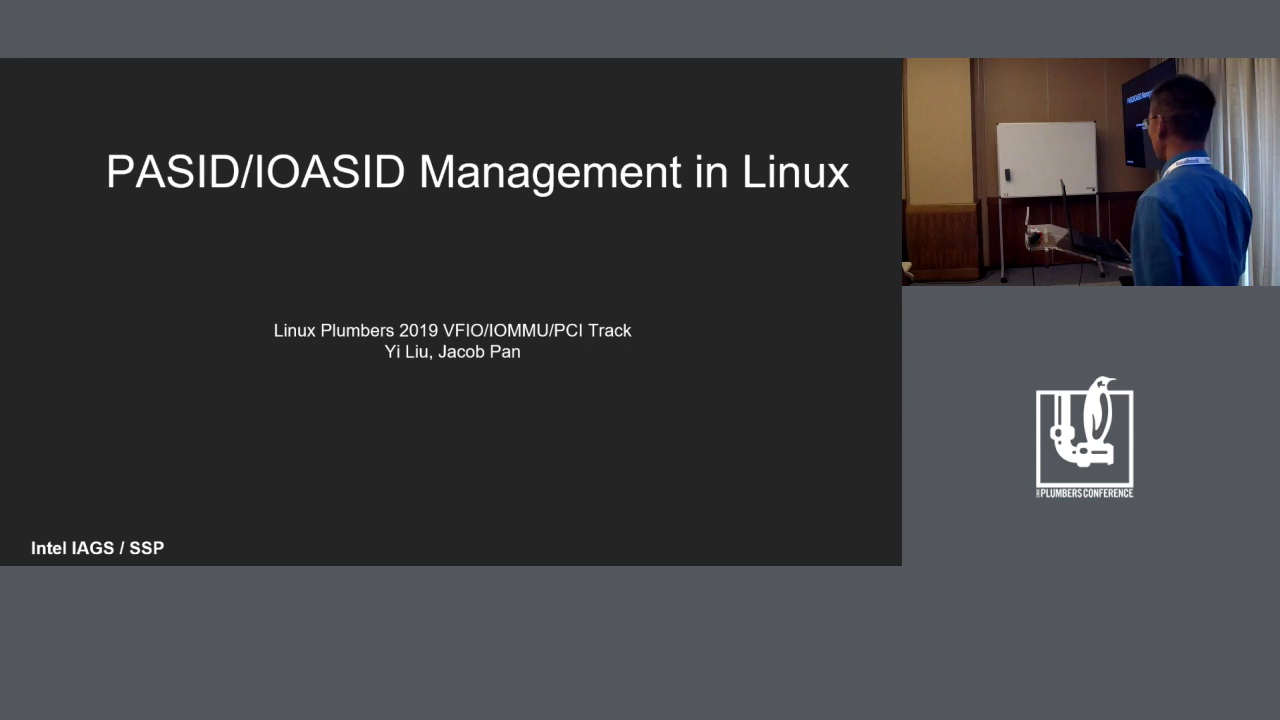 PASID/IOASID Management in Linux
Linux Plumbers 2019 VFIO/IOMMU/PCI Track
Yi Liu, Jacob Pan
Intel IAGS / SSP
PLUMBERS CONFERENCE